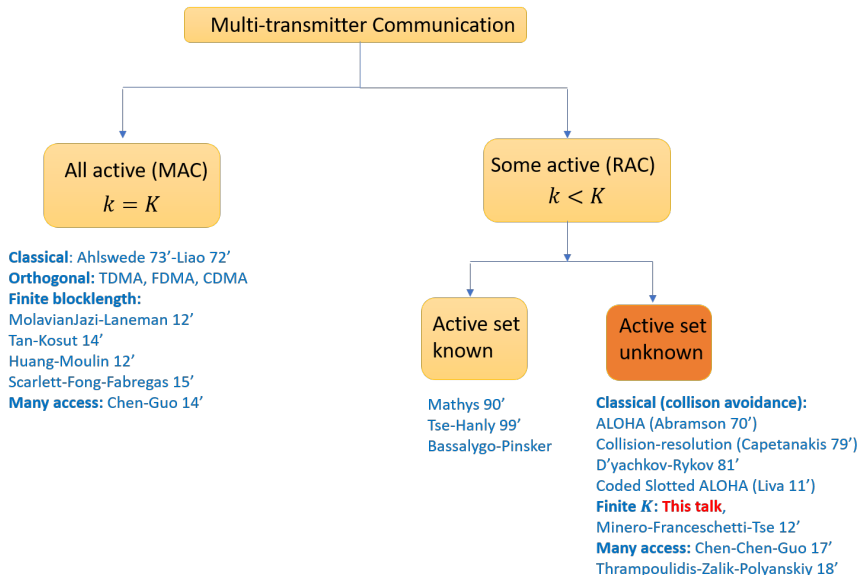 Multi-transmitter Communication
All active (MAC)
k = K
Some active (RAC)
k < K
Classical: Ahlswede 73’-Liao 72’
Orthogonal: TDMA, FDMA, CDMA
Finite blocklength:
MolavianJazi-Laneman 12’
Tan-Kosut 14’
Huang-Moulin 12’
Scarlett-Fong-Fabregas 15’
Many access: Chen-Guo 14’
Active set
known
Mathys 90’
Tse-Hanly 99’
Bassalygo-Pinsker
Active set
unknown
Classical (collison avoidance):
ALOHA (Abramson 70’)
Collision-resolution (Capetanakis 79’)
D’yachkov-Rykov 81’
Coded Slotted ALOHA (Liva 11’)
Finite K: This talk,
Minero-Franceschetti-Tse 12’
Many access: Chen-Chen-Guo 17’
Thrampoulidis-Zalik-Polyanskiy 18’